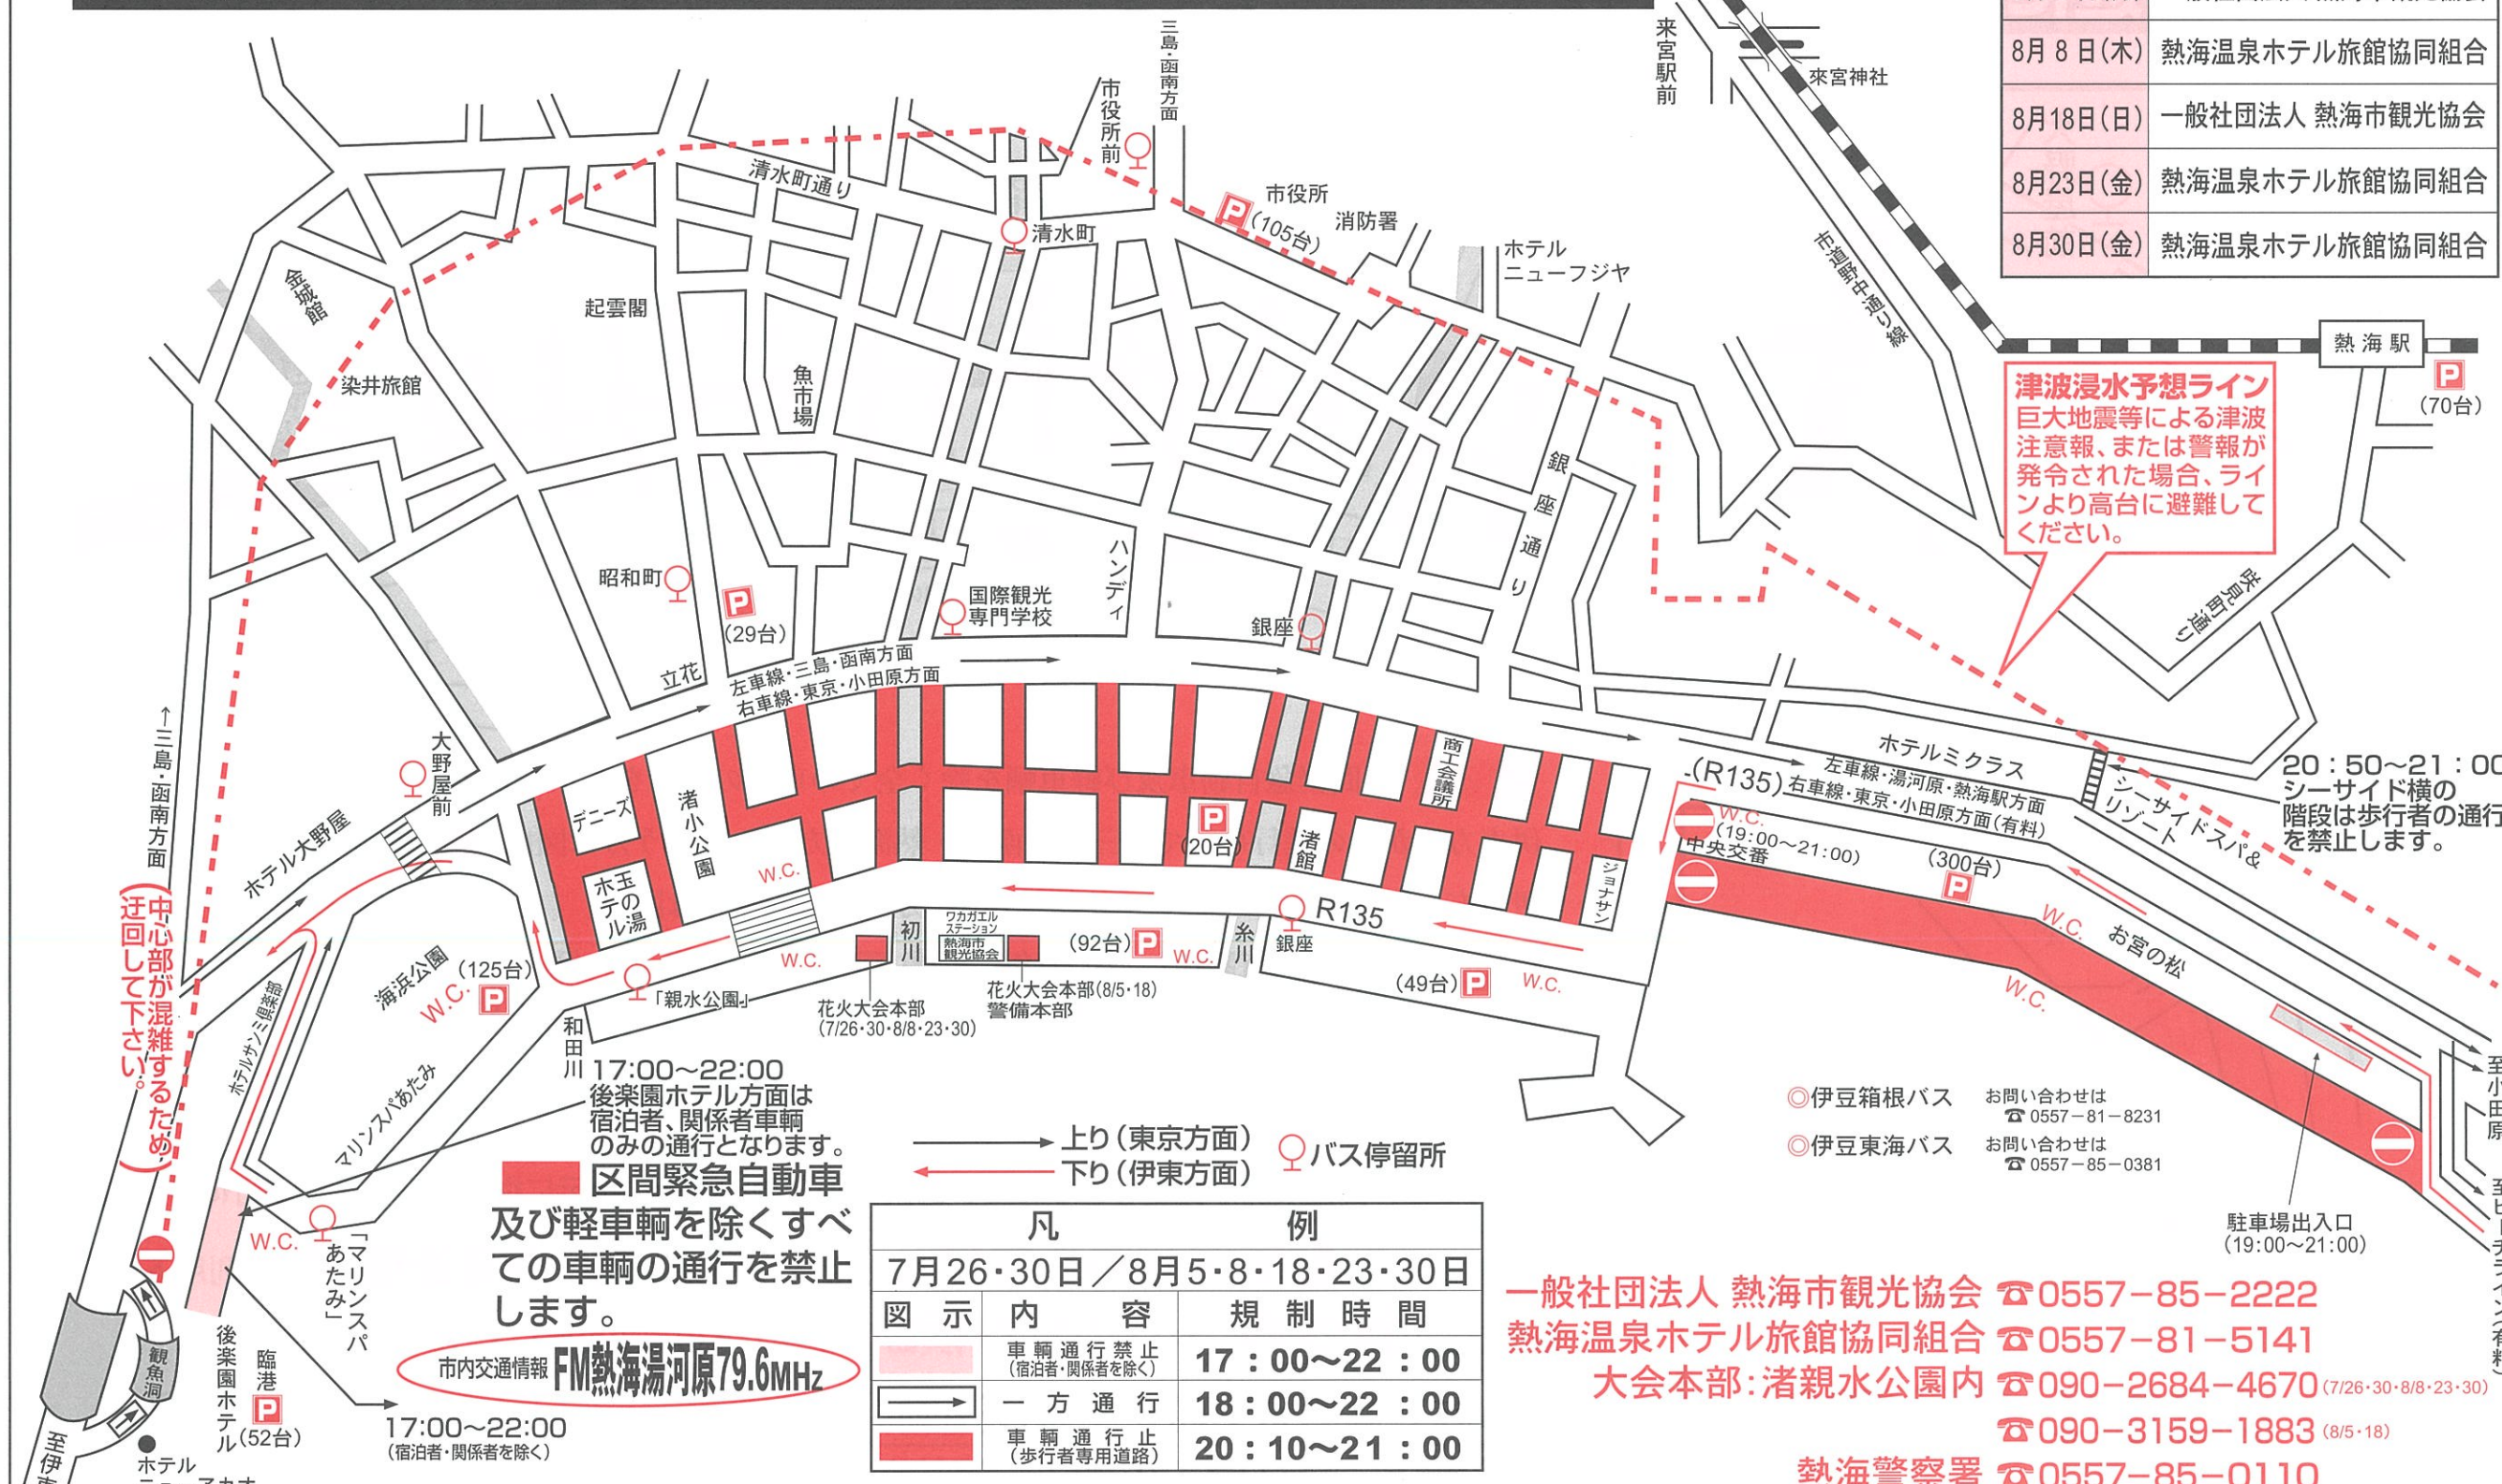 8月 8 日(木) 熱海温泉ホテル旅館協同組合
8月18日(日) 一般社団法人 熱海市観光協会
8月23日(金) 熱海温泉ホテル旅館協同組合
8月30日(金) 熱海温泉ホテル旅館協同組合
三島・函南方面
来宮駅前
來宮神社
市役所前
清水町通り
市役所
P
(105台)
消防署
清水町
ホテル
ニューフジヤ
市道野中通り線
熱海駅
P
(70台)
金城館
起雲閣
染井旅館
魚市場
津波浸水予想ライン
巨大地震等による津波
注意報、または警報が
発令された場合、ライ
ンより高台に避難して
ください。
銀座通り
咲見町通り
昭和町
P
(29台)
国際観光
専門学校
ハンディ
銀座
立花
左車線・三島・函南方面
右車線・東京・小田原方面
←三島・函南方面
大野屋前
ホテル大野屋
デニーズ
渚小公園
商工会議所
ホテルミクラス
(R135)
左車線・湯河原・熱海駅方面
右車線・東京・小田原方面(有料)
シーサイドスパ&
リゾート
20:50~21:00
シーサイド横の
階段は歩行者の通行
を禁止します。
W.C.
(19:00~21:00)
中央交番
(300台)
P
P
(20台)
渚館
ジョナサン
玉の湯
ホテル
W.C.
R135
W.C.
お宮の松
W.C.
(中心部が混雑するため)
迂回して下さい。
海浜公園
(125台)
W.C.
P
ホテルサンミ倶楽部
マリンスパあたみ
「親水公園」
W.C.
初川
ワカガエル
ステーション
熱海市
観光協会
(92台)
P
W.C.
糸川
銀座
(49台)
P
W.C.
花火大会本部
(7/26・30・8/8・23・30)
花火大会本部(8/5・18)
警備本部
和田川
17:00~22:00
後楽園ホテル方面は
宿泊者、関係者車輌
のみの通行となります。
上り(東京方面)
下り(伊東方面)
バス停留所
◎伊豆箱根バス お問い合わせは
☎0557-81-8231
◎伊豆東海バス お問い合わせは
☎0557-85-0381
至小田原
駐車場出入口
(19:00~21:00)
区間緊急自動車
及び軽車輌を除くすべ
ての車輌の通行を禁止
します。
市内交通情報 FM熱海湯河原79.6MHz
W.C.
「マリンスパ
あたみ」
観魚洞
後楽園ホテル
臨港
P
(52台)
17:00~22:00
(宿泊者・関係者を除く)
ホテル
凡例
7月26・30日/8月5・8・18・23・30日
図示 内容 規制時間
車輌通行禁止
(宿泊者・関係者を除く)
17:00~22:00
一方通行 18:00~22:00
車輌通行止
(歩行者専用道路)
20:10~21:00
一般社団法人 熱海市観光協会 ☎0557-85-2222
熱海温泉ホテル旅館協同組合 ☎0557-81-5141
大会本部:渚親水公園内 ☎090-2684-4670(7/26・30・8/8・23・30)
☎090-3159-1883(8/5・18)
熱海警察署 ☎0557-85-0110